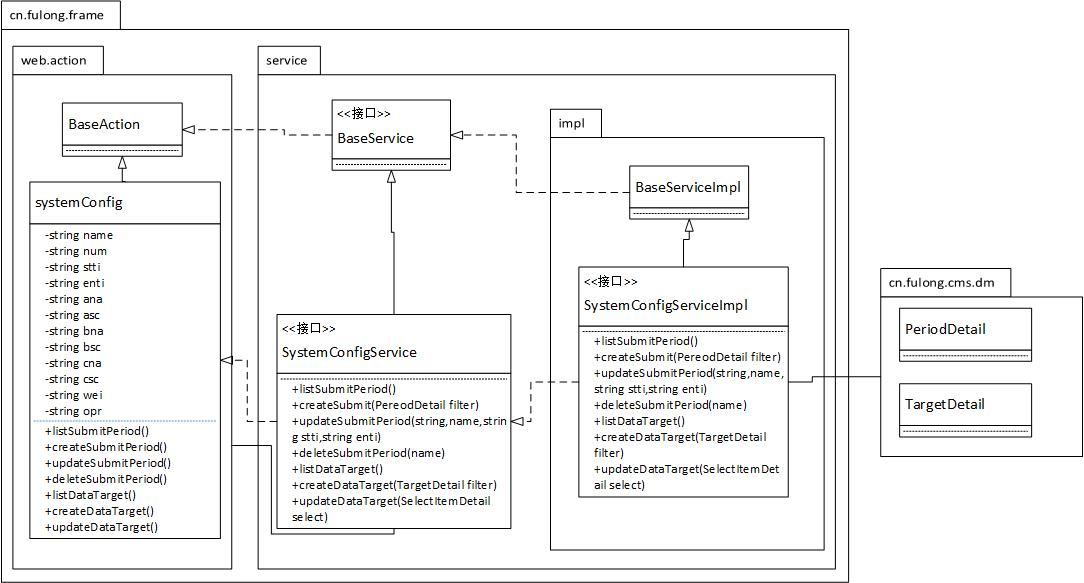 cn.fulong.frame
web.action
BaseAction
systemConfig
-string name
-string num
-string stti
-string enti
-string ana
-string asc
-string bna
-string bsc
-string cna
-string csc
-string wei
-string opr
+listSubmitPeriod()
+createSubmitPeriod()
+updateSubmitPeriod()
+deleteSubmitPeriod()
+listDataTarget()
+createDataTarget()
+updateDataTarget()
service
<<接口>>
BaseService
<<接口>>
SystemConfigService
+listSubmitPeriod()
+createSubmit(PereodDetail filter)
+updateSubmitPeriod(string,name,strin
g stti,string enti)
+deleteSubmitPeriod(name)
+listDataTarget()
+createDataTarget(TargetDetail filter)
+updateDataTarget(SelectItemDetail
select)
impl
BaseServiceImpl
<<接口>>
SystemConfigServiceImpl
+listSubmitPeriod()
+createSubmit(PereodDetail filter)
+updateSubmitPeriod(string,name,
string stti,string enti)
+deleteSubmitPeriod(name)
+listDataTarget()
+createDataTarget(TargetDetail
filter)
+updateDataTarget(SelectItemDet
ail select)
cn.fulong.cms.dm
PeriodDetail
TargetDetail